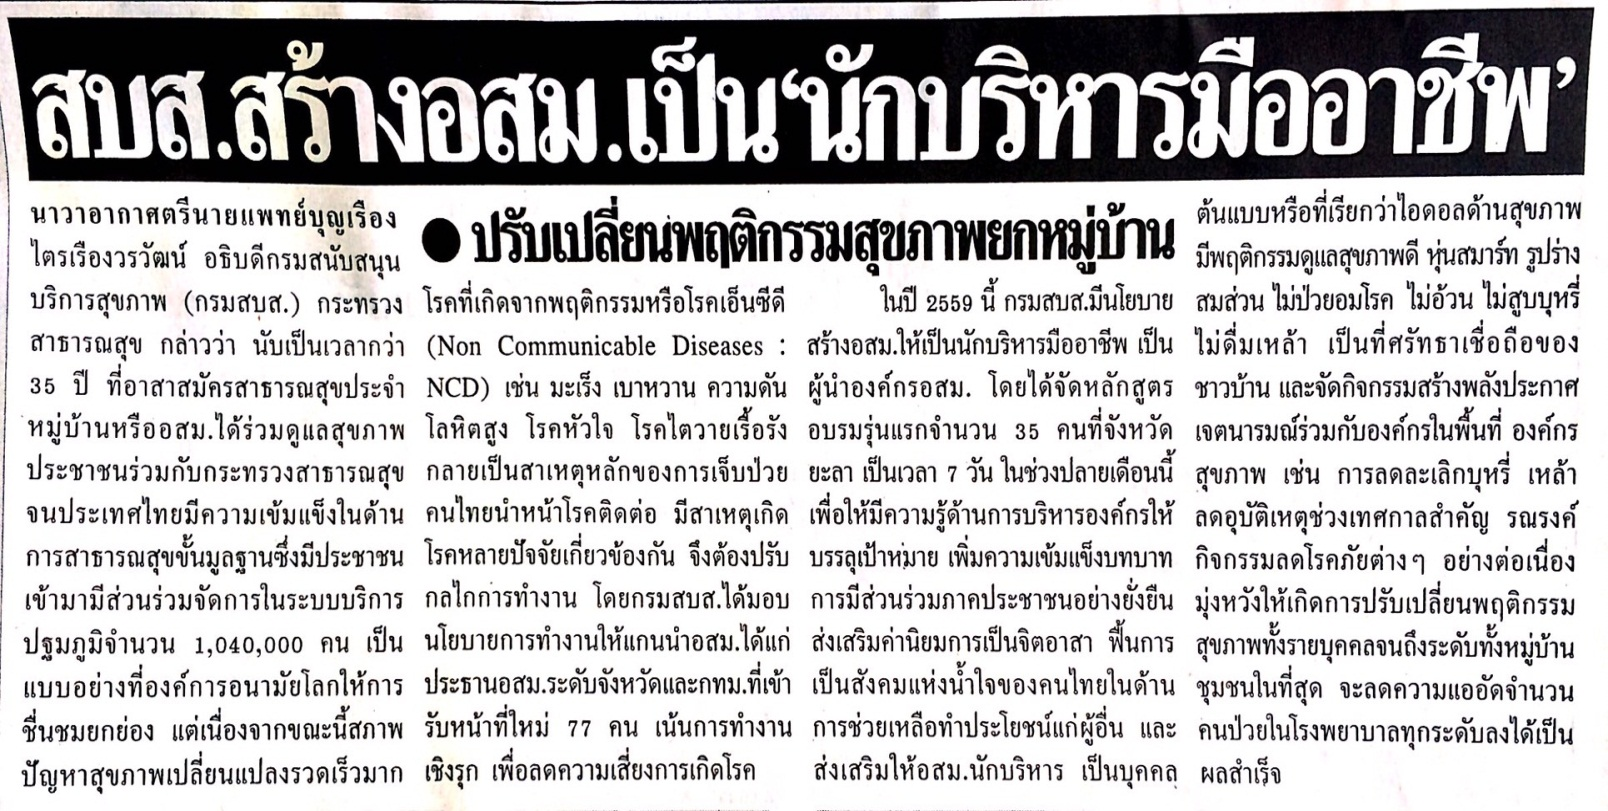 สบส.สร้างอสม.เป็น‘นักบริหารมืออาชีพ’
● ปรับเปลี่ยนพฤติกรรมสุขภาพยกหมู่บ้าน
นาวาอากาศตรีนายแพทย์บุญเรือง
ไตรเรืองวรวัฒน์ อธิบดีกรมสนับสนุน
บริการสุขภาพ (กรมสบส.) กระทรวง
สาธารณสุข กล่าวว่า นับเป็นเวลากว่า
35 ปี ที่อาสาสมัครสาธารณสุขประจำ
หมู่บ้านหรืออสม.ได้ร่วมดูแลสุขภาพ
ประชาชนร่วมกับกระทรวงสาธารณสุข
จนประเทศไทยมีความเข้มแข็งในด้าน
การสาธารณสุขขั้นมูลฐานซึ่งมีประชาชน
เข้ามามีส่วนร่วมจัดการในระบบบริการ
ปฐมภูมิจำนวน 1,040,000 คน เป็น
แบบอย่างที่องค์การอนามัยโลกให้การ
ชื่นชมยกย่อง แต่เนื่องจากขณะนี้สภาพ
ปัญหาสุขภาพเปลี่ยนแปลงรวดเร็วมาก
โรคที่เกิดจากพฤติกรรมหรือโรคเอ็นซีดี
(Non Communicable Diseases :
NCD) เช่น มะเร็ง เบาหวาน ความดัน
โลหิตสูง โรคหัวใจ โรคไตวายเรื้อรัง
กลายเป็นสาเหตุหลักของการเจ็บป่วย
คนไทยนำหน้าโรคติดต่อ มีสาเหตุเกิด
โรคหลายปัจจัยเกี่ยวข้องกัน จึงต้องปรับ
กลไกการทำงาน โดยกรมสบส.ได้มอบ
นโยบายการทำงานให้แกนนำอสม.ได้แก่
ประธานอสม.ระดับจังหวัดและกทม.ที่เข้า
รับหน้าที่ใหม่ 77 คน เน้นการทำงาน
เชิงรุก เพื่อลดความเสี่ยงการเกิดโรค
ในปี 2559 นี้ กรมสบส.มีนโยบาย
สร้างอสม.ให้เป็นนักบริหารมืออาชีพ เป็น
ผู้นำองค์กรอสม. โดยได้จัดหลักสูตร
อบรมรุ่นแรกจำนวน 35 คนที่จังหวัด
ยะลา เป็นเวลา 7 วัน ในช่วงปลายเดือนนี้
เพื่อให้มีความรู้ด้านการบริหารองค์กรให้
บรรลุเป้าหมาย เพิ่มความเข้มแข็งบทบาท
การมีส่วนร่วมภาคประชาชนอย่างยั่งยืน
ส่งเสริมค่านิยมการเป็นจิตอาสา ฟื้นการ
เป็นสังคมแห่งน้ำใจของคนไทยในด้าน
การช่วยเหลือทำประโยชน์แก่ผู้อื่น และ
ส่งเสริมให้อสม.นักบริหาร เป็นบุคคล
ต้นแบบหรือที่เรียกว่าไอดอลด้านสุขภาพ
มีพฤติกรรมดูแลสุขภาพดี หุ่นสมาร์ท รูปร่าง
สมส่วน ไม่ป่วยอมโรค ไม่อ้วน ไม่สูบบุหรี่
ไม่ดื่มเหล้า เป็นที่ศรัทธาเชื่อถือของ
ชาวบ้าน และจัดกิจกรรมสร้างพลังประกาศ
เจตนารมณ์ร่วมกับองค์กรในพื้นที่ องค์กร
สุขภาพ เช่น การลดละเลิกบุหรี่ เหล้า
ลดอุบัติเหตุช่วงเทศกาลสำคัญ รณรงค์
กิจกรรมลดโรคภัยต่างๆ อย่างต่อเนื่อง
มุ่งหวังให้เกิดการปรับเปลี่ยนพฤติกรรม
สุขภาพทั้งรายบุคคลจนถึงระดับทั้งหมู่บ้าน
ชุมชนในที่สุด จะลดความแออัดจำนวน
คนป่วยในโรงพยาบาลทุกระดับลงได้เป็น
ผลสำเร็จ